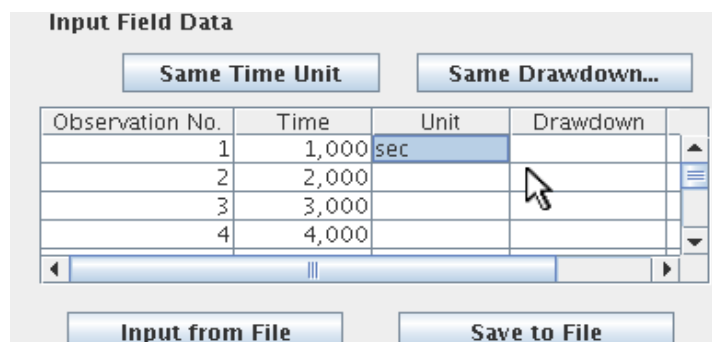 Input Field Data
Same Time Unit Same Drawdown...
Observation No. Time Unit Drawdown
1 1,000 sec
2 2,000
3 3,000
4 4,000
Input from File Save to File